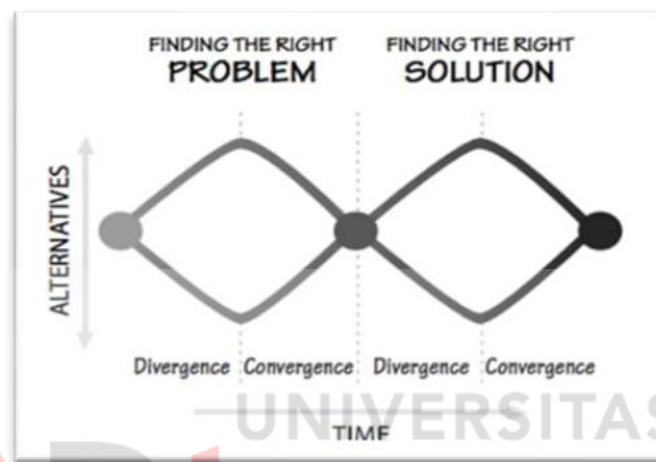 FINDING THE RIGHT
PROBLEM
FINDING THE RIGHT
SOLUTION
ALTERNATIVES
Divergence Convergence Divergence Convergence
UNIVERSITAS
TIME